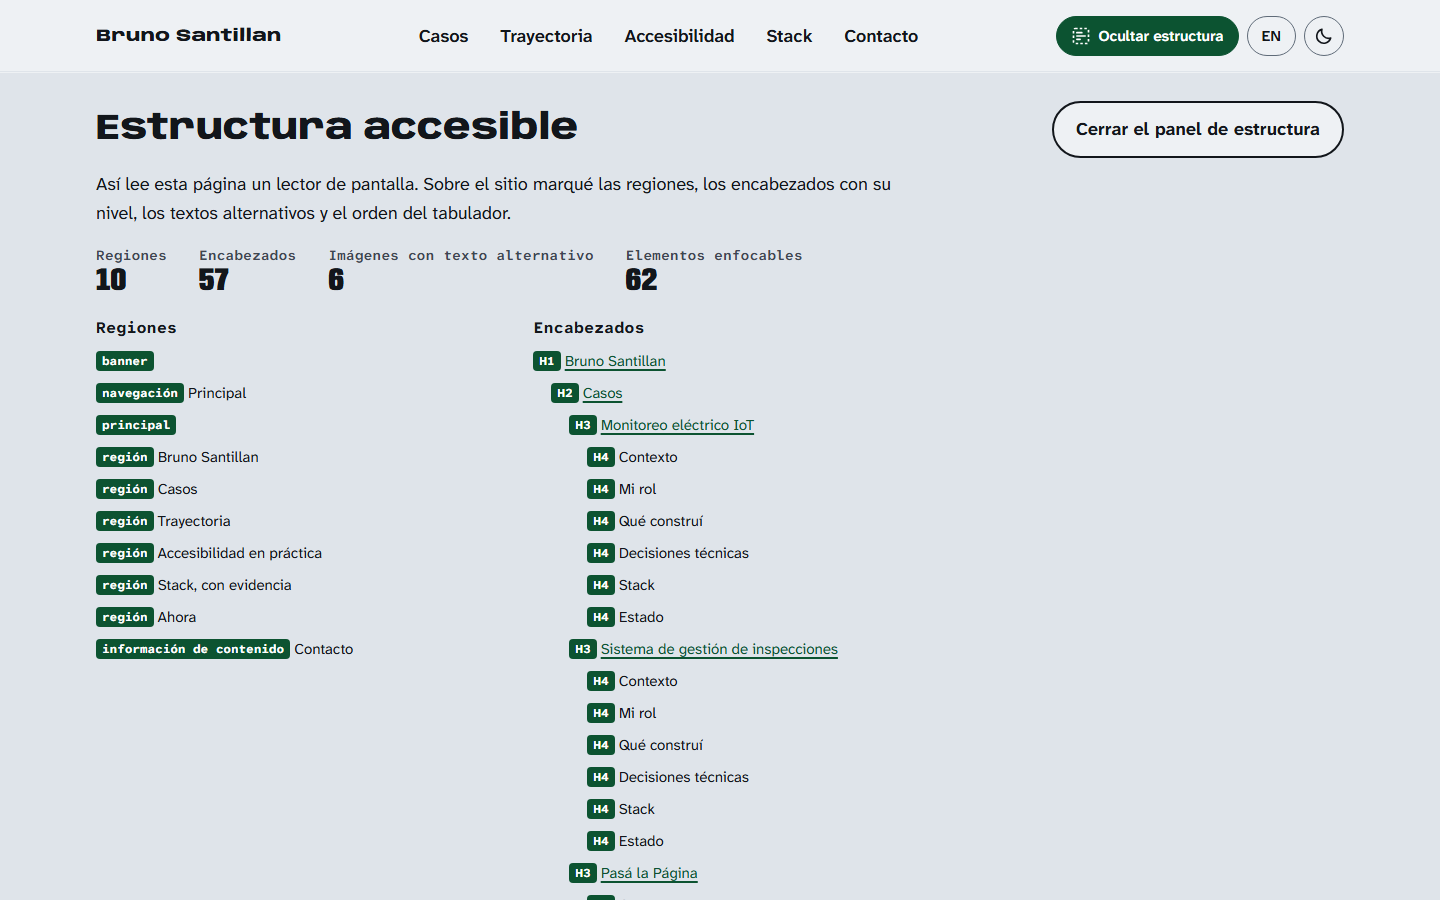 Bruno Santillan
Casos Trayectoria Accesibilidad Stack Contacto
Ocultar estructura EN
Estructura accesible
Cerrar el panel de estructura
Así lee esta página un lector de pantalla. Sobre el sitio marqué las regiones, los encabezados con su
nivel, los textos alternativos y el orden del tabulador.
Regiones
10
Encabezados
57
Imágenes con texto alternativo
6
Elementos enfocables
62
Regiones
banner
navegación Principal
principal
región Bruno Santillan
región Casos
región Trayectoria
región Accesibilidad en práctica
región Stack, con evidencia
región Ahora
información de contenido Contacto
Encabezados
H1 Bruno Santillan
H2 Casos
H3 Monitoreo eléctrico IoT
H4 Contexto
H4 Mi rol
H4 Qué construí
H4 Decisiones técnicas
H4 Stack
H4 Estado
H3 Sistema de gestión de inspecciones
H4 Contexto
H4 Mi rol
H4 Qué construí
H4 Decisiones técnicas
H4 Stack
H4 Estado
H3 Pasá la Página